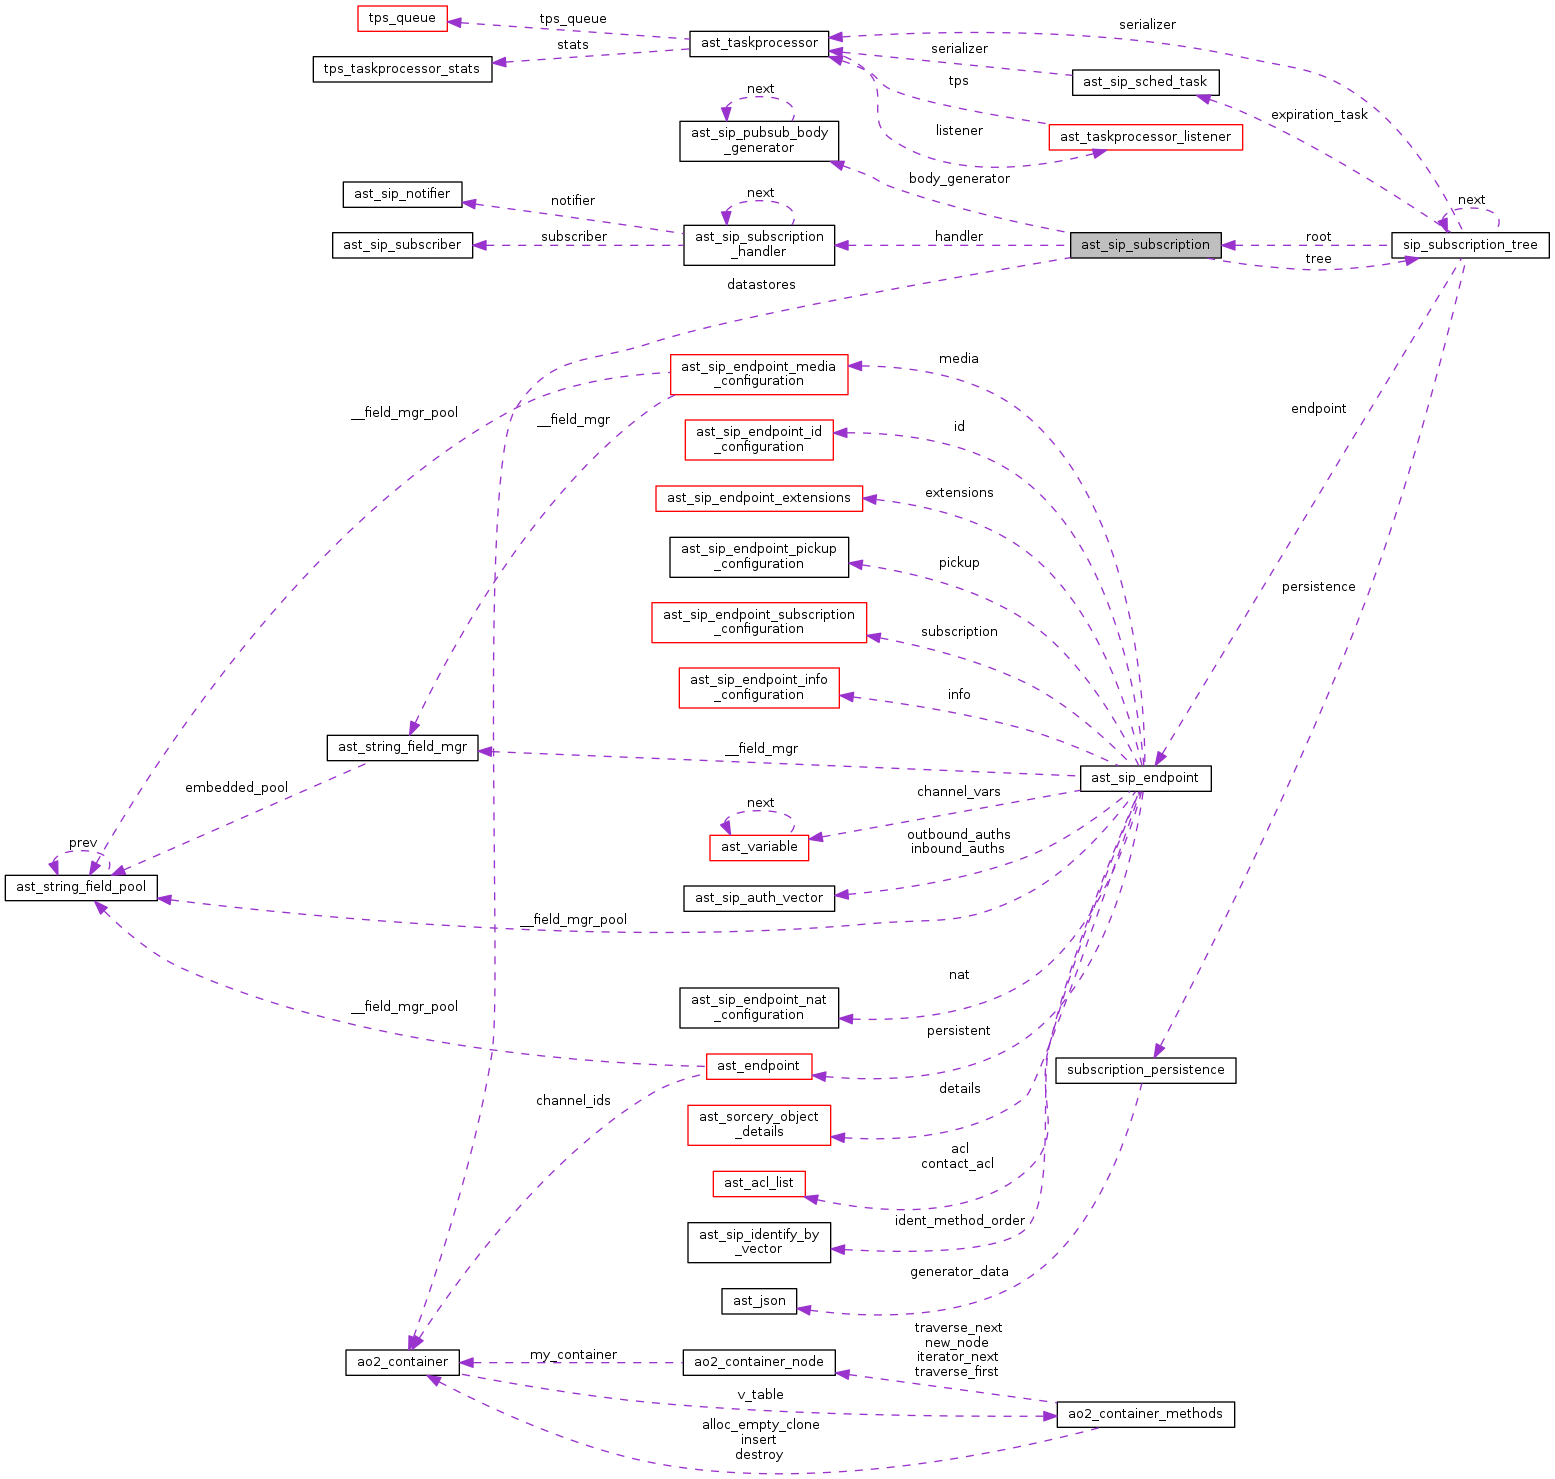 tps_queue
tps_queue
serializer
ast_taskprocessor
stats
serializer
tps_taskprocessor_stats
tps
ast_sip_sched_task
next
expiration_task
ast_sip_pubsub_body
_generator
listener
ast_taskprocessor_listener
body_generator
ast_sip_notifier
notifier
next
next
ast_sip_subscriber
subscriber
ast_sip_subscription
_handler
handler
ast_sip_subscription
root
tree
sip_subscription_tree
datastores
media
ast_sip_endpoint_media
_configuration
__field_mgr_pool
__field_mgr
endpoint
id
ast_sip_endpoint_id
_configuration
extensions
ast_sip_endpoint_extensions
ast_sip_endpoint_pickup
_configuration
pickup
persistence
ast_sip_endpoint_subscription
_configuration
subscription
ast_sip_endpoint_info
_configuration
info
ast_string_field_mgr
__field_mgr
ast_sip_endpoint
embedded_pool
channel_vars
next
ast_variable
prev
outbound_auths
inbound_auths
ast_string_field_pool
ast_sip_auth_vector
__field_mgr_pool
nat
ast_sip_endpoint_nat
_configuration
__field_mgr_pool
persistent
ast_endpoint
subscription_persistence
channel_ids
details
ast_sorcery_object
_details
acl
contact_acl
ast_acl_list
ident_method_order
ast_sip_identify_by
_vector
generator_data
ast_json
traverse_next
new_node
iterator_next
traverse_first
ao2_container
my_container
ao2_container_node
v_table
ao2_container_methods
alloc_empty_clone
insert
destroy